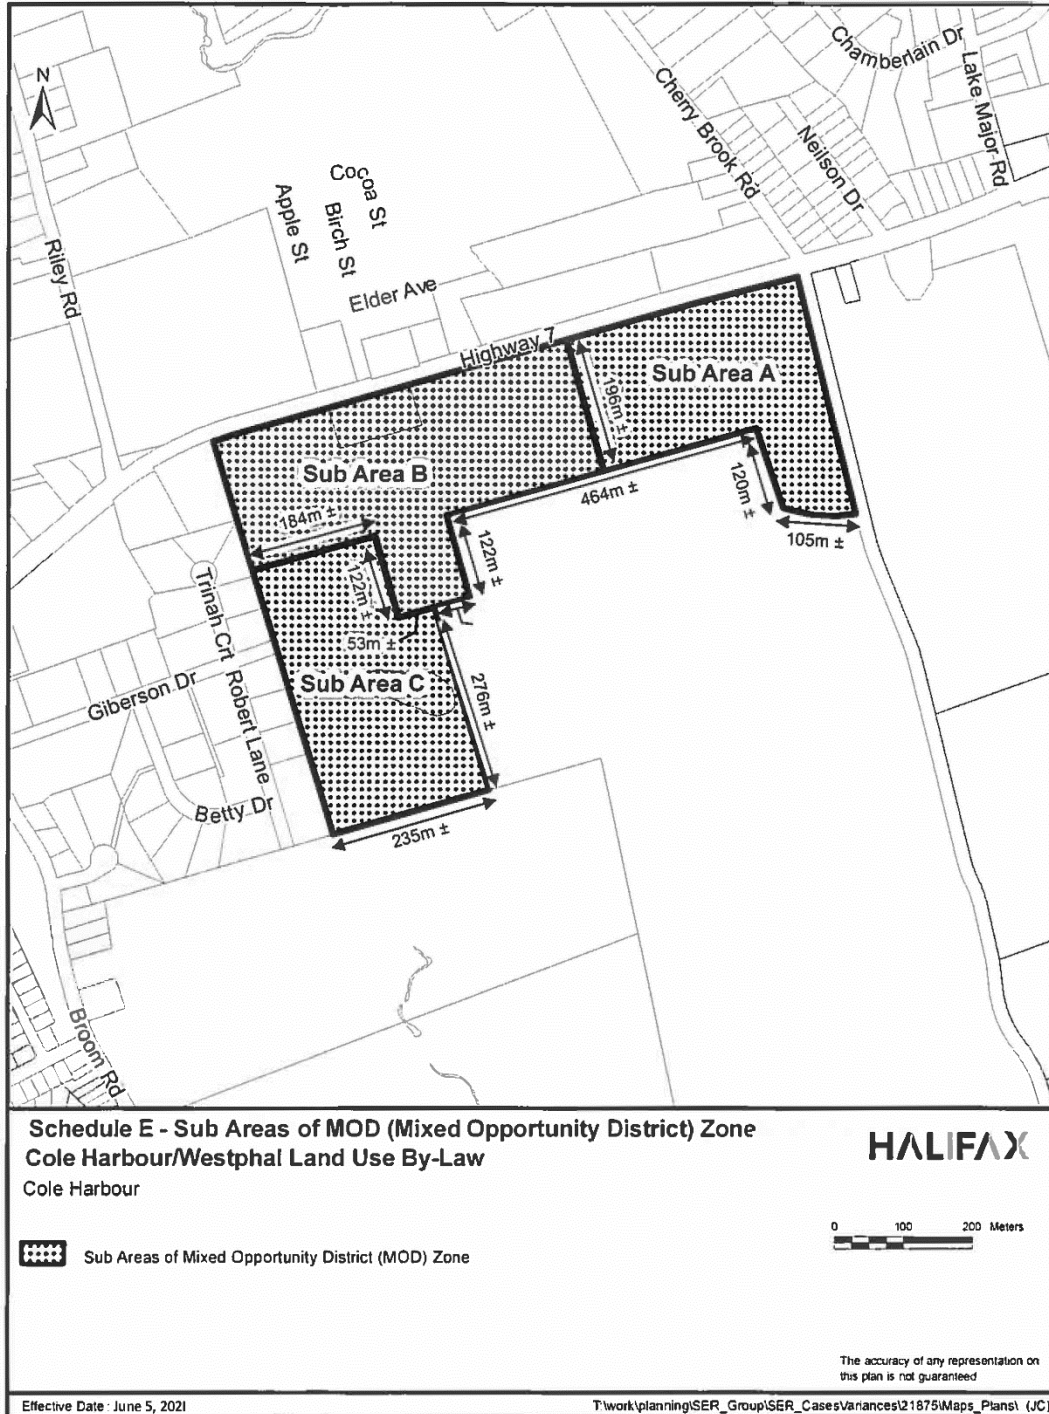 Chamberlain Dr
Lake Major Rd
Cherry Brook Rd
Neilson Dr
N
Cocoa St
Birch St
Apple St
Riley Rd
Elder Ave
Highway 7
Sub Area A
196m ±
Sub Area B
464m ±
120m ±
184m ±
105m ±
122m ±
122m ±
Trinah Crt
53m ±
Sub Area C
276m ±
Giberson Dr
Robert Lane
Betty Dr
235m ±
Broom Rd
Schedule E - Sub Areas of MOD (Mixed Opportunity District) Zone
Cole Harbour/Westphal Land Use By-Law
Cole Harbour
HALIFAX
0 100 200 Meters
Sub Areas of Mixed Opportunity District (MOD) Zone
The accuracy of any representation on
this plan is not guaranteed
Effective Date : June 5, 2021
T:\work\planning\SER_Group\SER_CasesVariances\21875\Maps_Plans\ (JC)